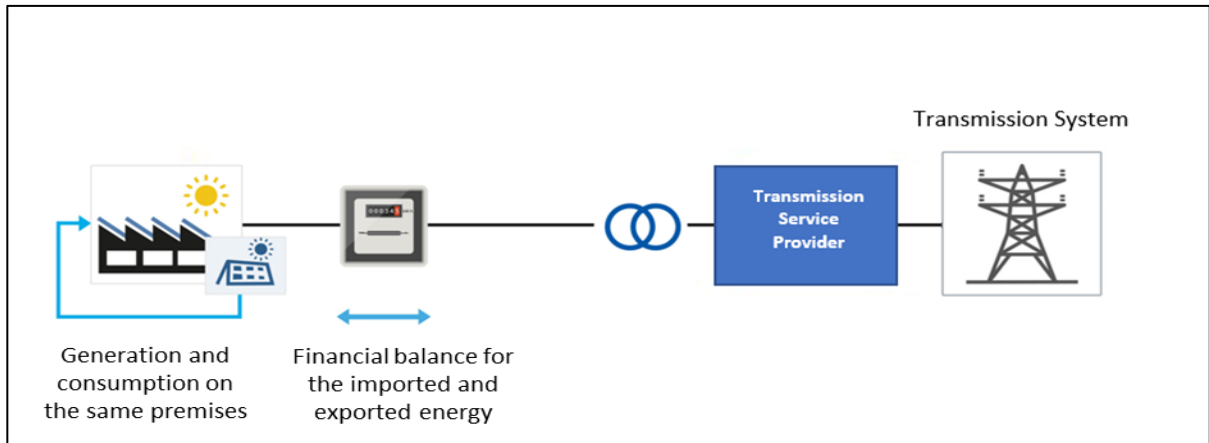 Transmission System
Transmission
Service
Provider
Generation and
consumption on
the same premises
Financial balance for
the imported and
exported energy